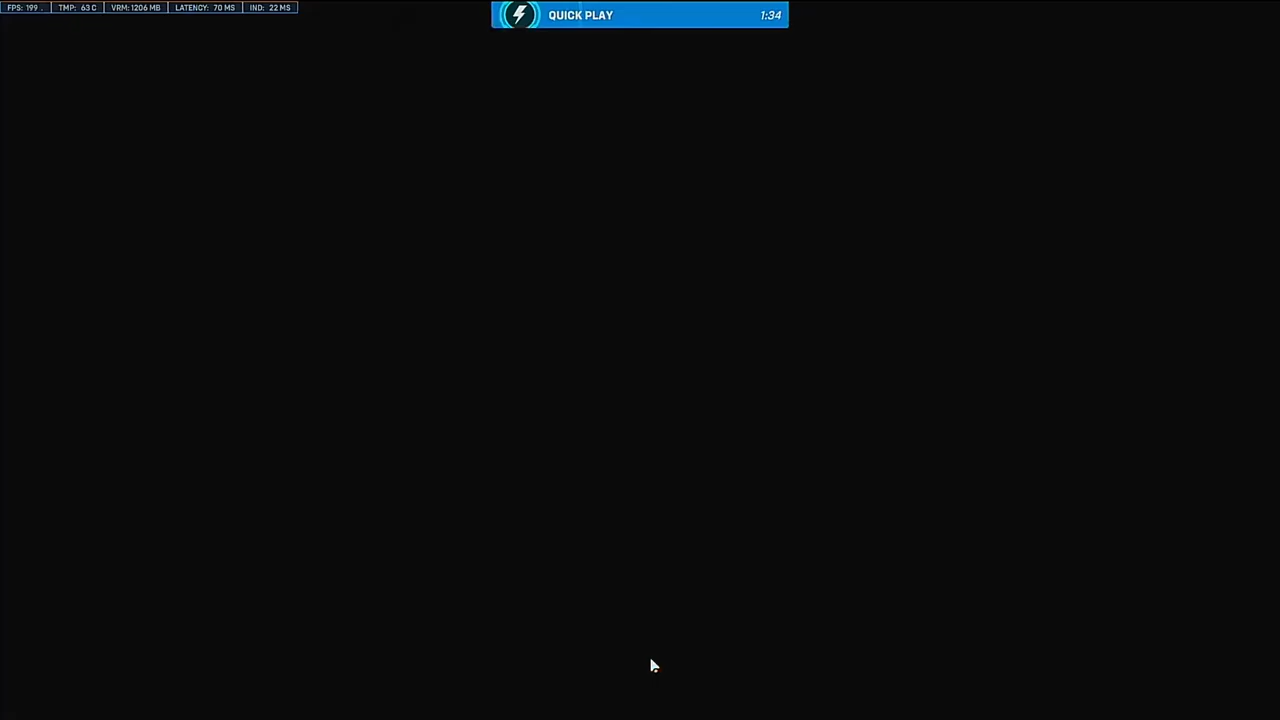 FPS: 199 TMP: 63 C VRM: 1206 MB LATENCY: 70 MS IND: 22 MS
QUICK PLAY 1:34